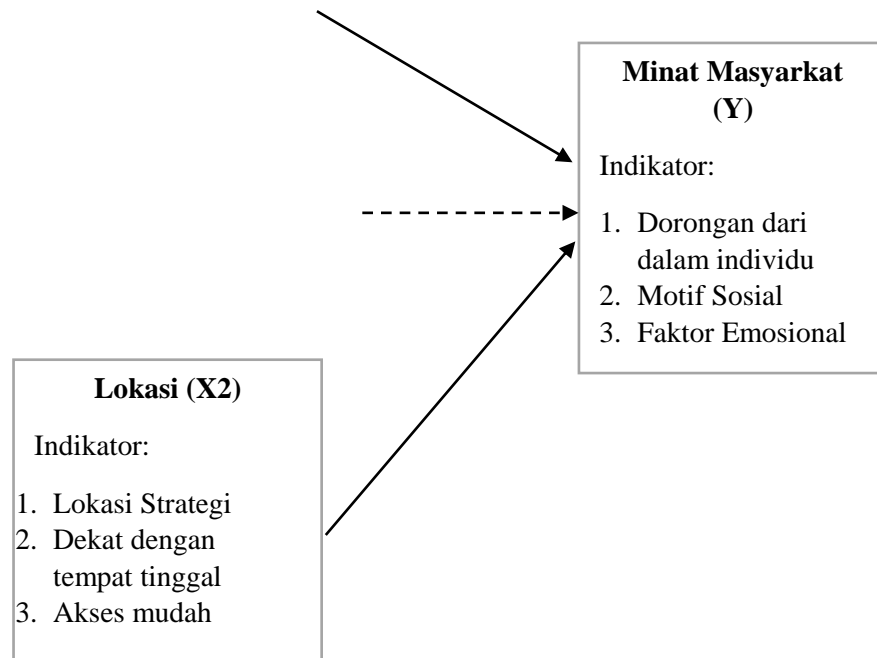 Minat Masyarkat
(Y)
Indikator:
1. Dorongan dari
dalam individu
2. Motif Sosial
3. Faktor Emosional
Lokasi (X2)
Indikator:
1. Lokasi Strategi
2. Dekat dengan
tempat tinggal
3. Akses mudah